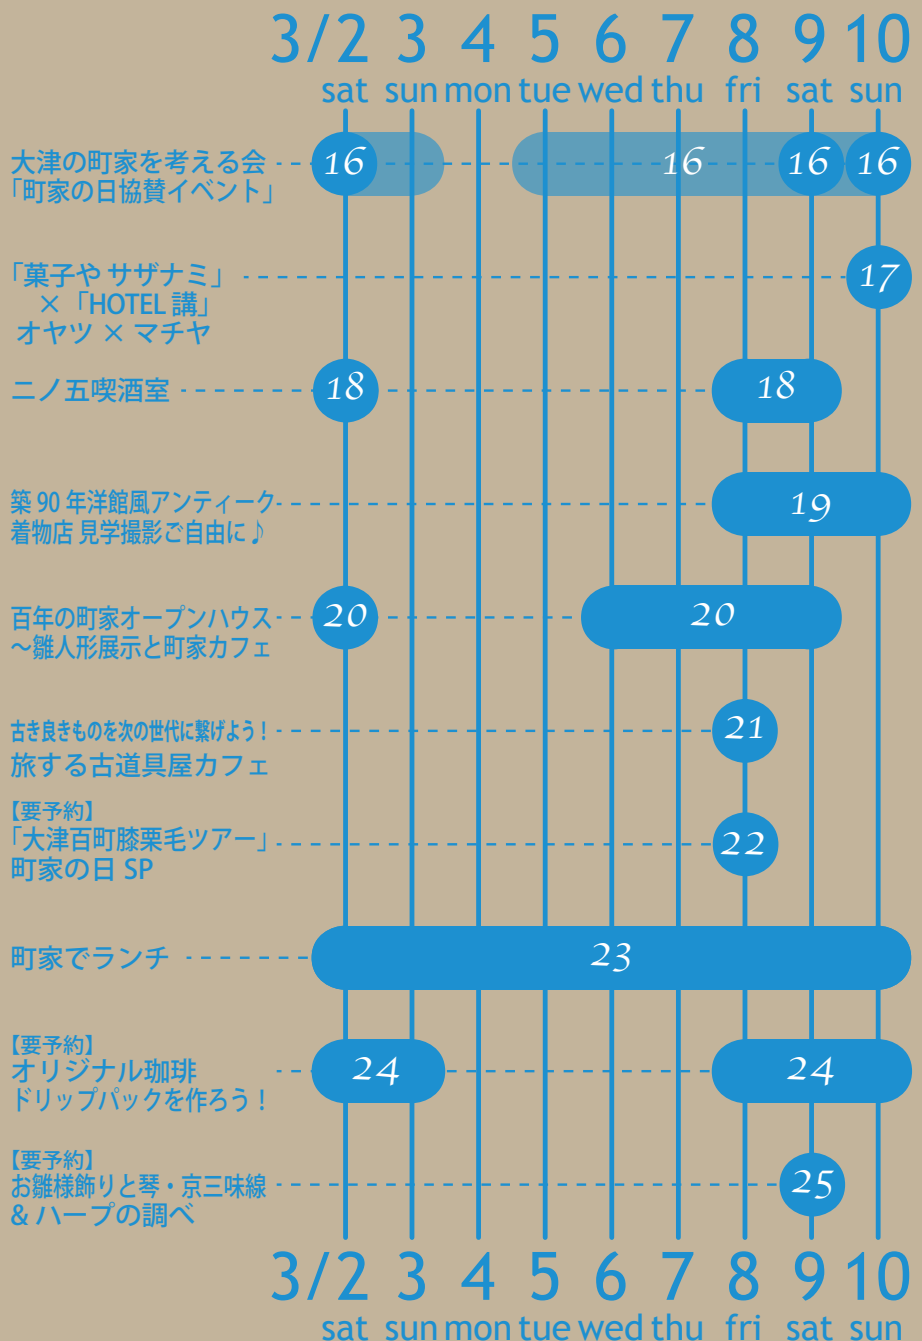 3/2 3 4 5 6 7 8 9 10
sat sun mon tue wed thu fri sat sun
大津の町家を考える会
「町家の日協賛イベント」
16 16 16 16
「菓子や サザナミ」
×「HOTEL 講」
オヤツ × マチヤ
17
二ノ五喫酒室
18 18
築 90 年洋館風アンティーク
着物店 見学撮影ご自由に♪
19
百年の町家オープンハウス
〜雛人形展示と町家カフェ
20 20
古き良きものを次の世代に繋げよう！
旅する古道具屋カフェ
21
【要予約】
「大津百町膝栗毛ツアー」
町家の日 SP
22
町家でランチ
23
【要予約】
オリジナル珈琲
ドリップパックを作ろう！
24 24
【要予約】
お雛様飾りと琴・京三味線
& ハープの調べ
25
3/2 3 4 5 6 7 8 9 10
sat sun mon tue wed thu fri sat sun